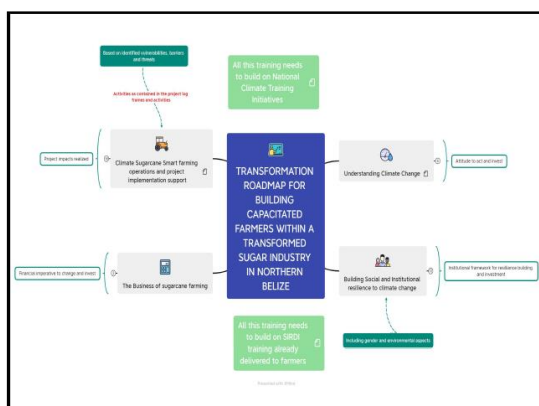 Based on identified vulnerabilities, barriers
and threats
Activities as contained in the project log
frames and activities
All this training needs
to build on National
Climate Training
Initiatives
Project impacts realised
Climate Sugarcane Smart farming
operations and project
implementation support
TRANSFORMATION
ROADMAP FOR
BUILDING
CAPACITATED
FARMERS WITHIN A
TRANSFORMED
SUGAR INDUSTRY
IN NORTHERN
BELIZE
Understanding Climate Change
Attitude to act and invest
Financial imperative to change and invest
The Business of sugarcane farming
Building Social and Institutional
resilience to climate change
Institutional framework for resilience building
and investment
All this training needs
to build on SIRDI
training already
delivered to farmers
Including gender and environmental aspects
Presented with XMind